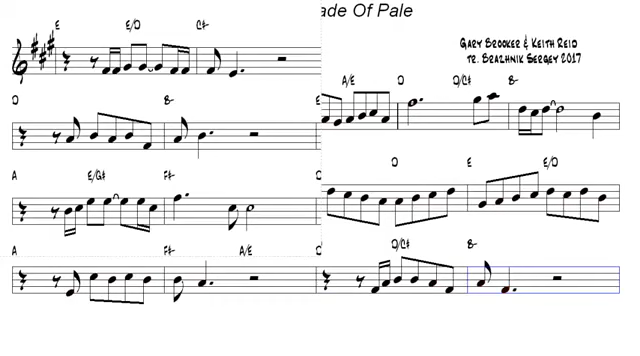 ade Of Pale
E E/D C#-
GARY BROOKER & KEITH REID
TR. BRAZHNIK SERGEY 2017
A/E D D/C# B-
D B- E
D E E/D
A E/G# F#-
D/C# B-
A F#- A/E